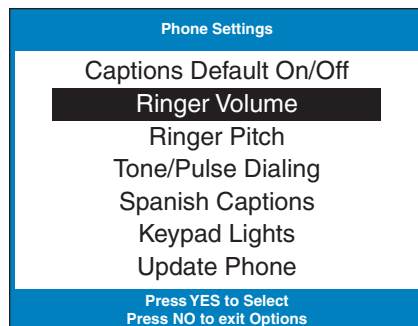 Phone Settings
Captions Default On/Off
Ringer Volume
Ringer Pitch
Tone/Pulse Dialing
Spanish Captions
Keypad Lights
Update Phone
Press YES to Select
Press NO to exit Options